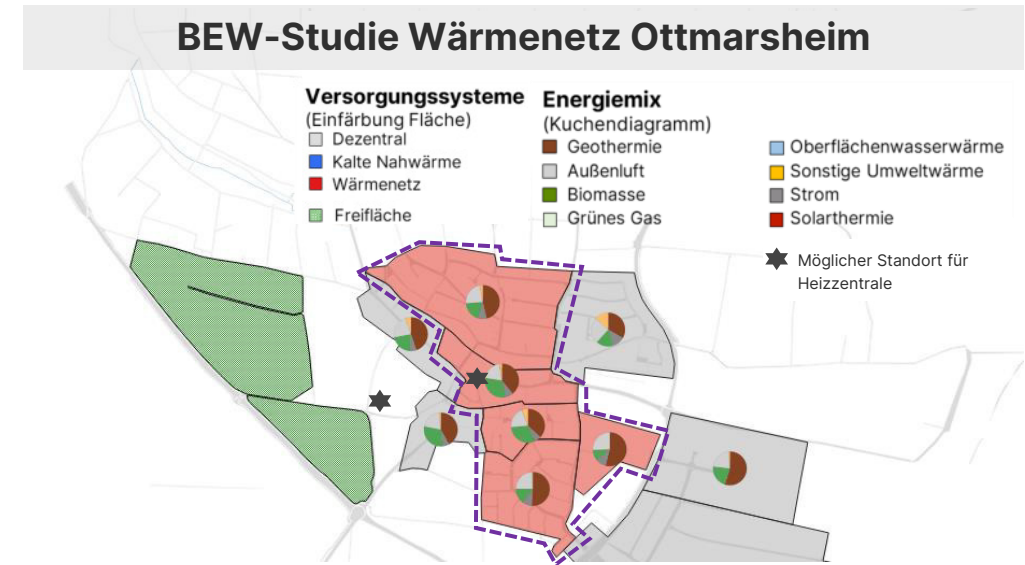 BEW-Studie Wärmenetz Ottmarsheim
Versorgungssysteme
(Einfärbung Fläche)
Dezentral
Kalte Nahwärme
Wärmenetz
Freifläche
Energiemix
(Kuchendiagramm)
Geothermie
Außenluft
Biomasse
Grünes Gas
Oberflächenwasserwärme
Sonstige Umweltwärme
Strom
Solarthermie
Möglicher Standort für
Heizzentrale